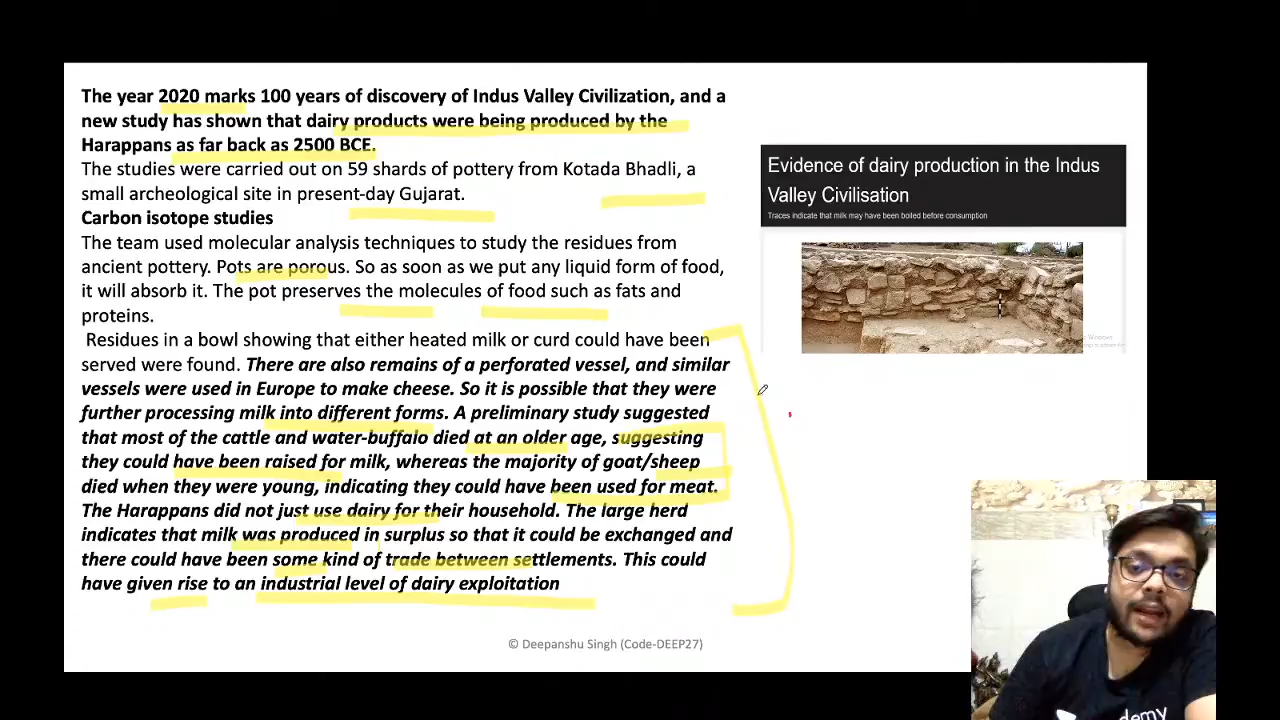 The year 2020 marks 100 years of discovery of Indus Valley Civilization, and a
new study has shown that dairy products were being produced by the
Harappans as far back as 2500 BCE.
The studies were carried out on 59 shards of pottery from Kotada Bhadli, a
small archeological site in present-day Gujarat.
Carbon isotope studies
The team used molecular analysis techniques to study the residues from
ancient pottery. Pots are porous. So as soon as we put any liquid form of food,
it will absorb it. The pot preserves the molecules of food such as fats and
proteins.
Residues in a bowl showing that either heated milk or curd could have been
served were found. There are also remains of a perforated vessel, and similar
vessels were used in Europe to make cheese. So it is possible that they were
further processing milk into different forms. A preliminary study suggested
that most of the cattle and water-buffalo died at an older age, suggesting
they could have been raised for milk, whereas the majority of goat/sheep
died when they were young, indicating they could have been used for meat.
The Harappans did not just use dairy for their household. The large herd
indicates that milk was produced in surplus so that it could be exchanged and
there could have been some kind of trade between settlements. This could
have given rise to an industrial level of dairy exploitation
Evidence of dairy production in the Indus
Valley Civilisation
Traces indicate that milk may have been boiled before consumption
© Deepanshu Singh (Code-DEEP27)